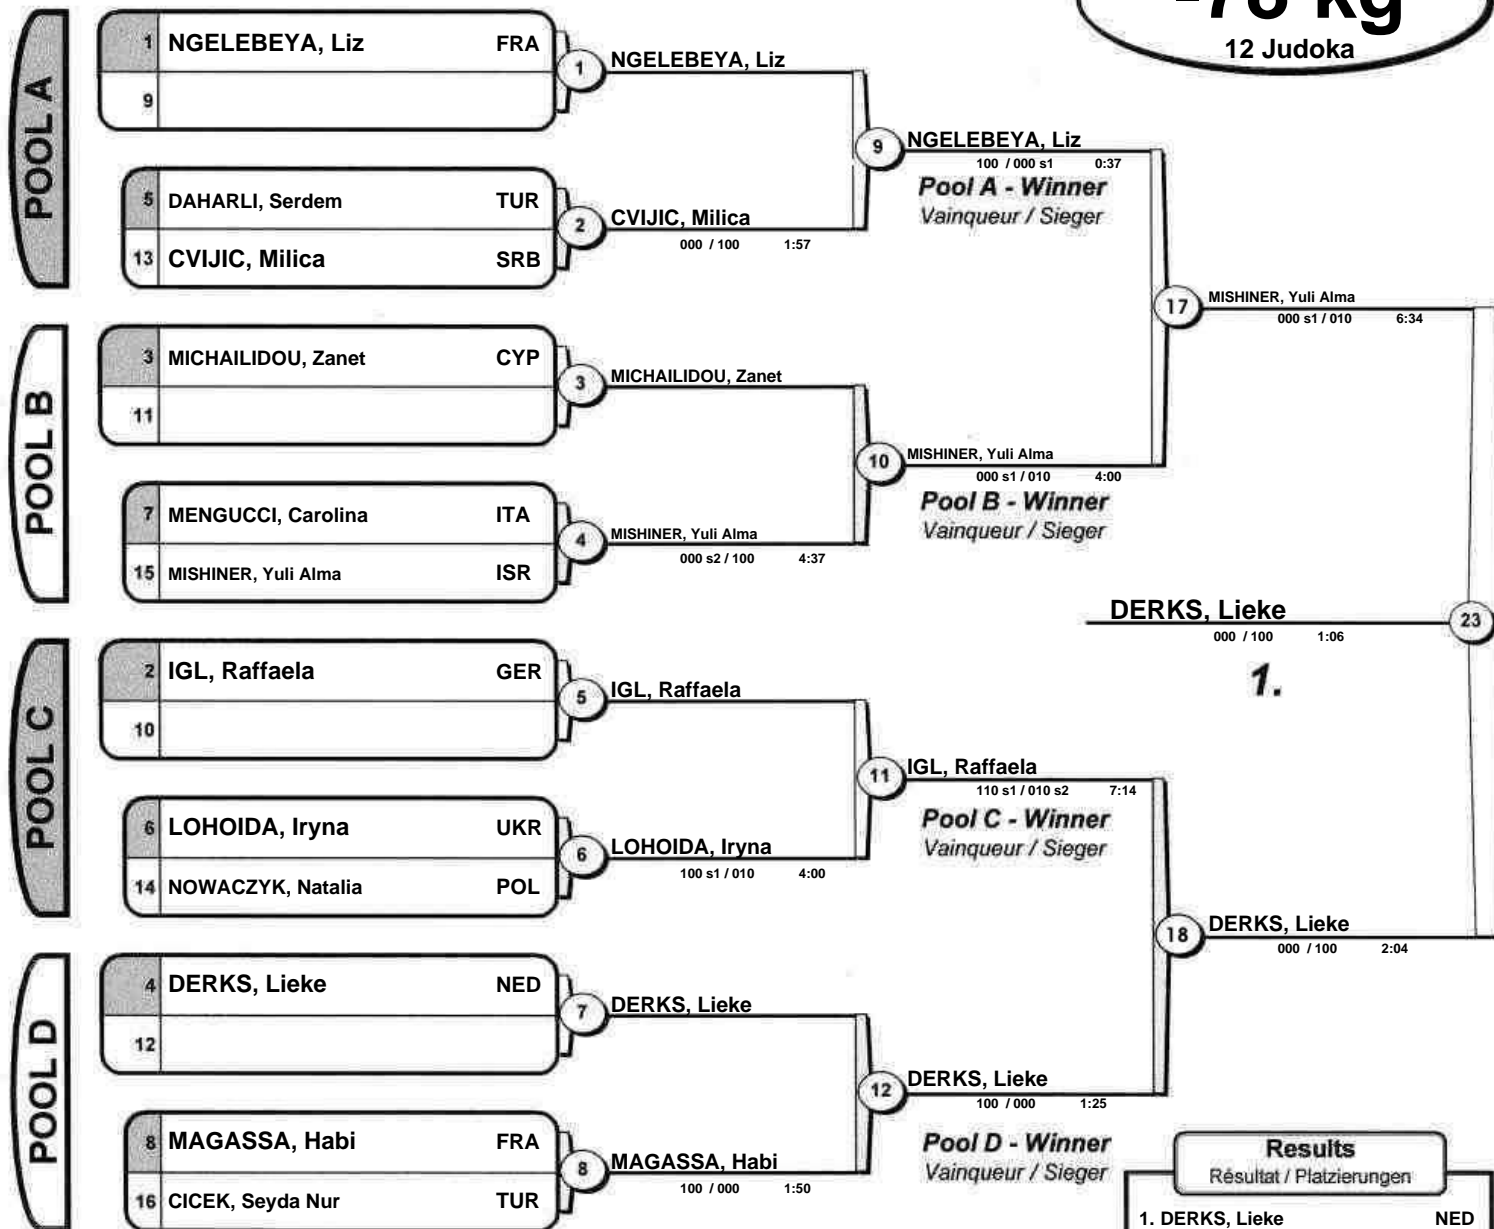 -78 kg
12 Judoka
POOL A
1 NGELEBEYA, Liz FRA
9
5 DAHARLI, Serdem TUR
13 CVIJIC, Milica SRB
1 NGELEBEYA, Liz
2 CVIJIC, Milica
000 / 100 1:57
9 NGELEBEYA, Liz
100 / 000 s1 0:37
Pool A - Winner
Vainqueur / Sieger
POOL B
3 MICHAILIDOU, Zanet CYP
11
7 MENGUCCI, Carolina ITA
15 MISHINER, Yuli Alma ISR
3 MICHAILIDOU, Zanet
4 MISHINER, Yuli Alma
000 s2 / 100 4:37
10 MISHINER, Yuli Alma
000 s1 / 010 4:00
Pool B - Winner
Vainqueur / Sieger
17 MISHINER, Yuli Alma
000 s1 / 010 6:34
DERKS, Lieke 23
000 / 100 1:06
1.
POOL C
2 IGL, Raffaela GER
10
6 LOHOIDA, Iryna UKR
14 NOWACZYK, Natalia POL
5 IGL, Raffaela
6 LOHOIDA, Iryna
100 s1 / 010 4:00
11 IGL, Raffaela
110 s1 / 010 s2 7:14
Pool C - Winner
Vainqueur / Sieger
POOL D
4 DERKS, Lieke NED
12
8 MAGASSA, Habi FRA
16 CICEK, Seyda Nur TUR
7 DERKS, Lieke
8 MAGASSA, Habi
100 / 000 1:50
12 DERKS, Lieke
100 / 000 1:25
Pool D - Winner
Vainqueur / Sieger
18 DERKS, Lieke
000 / 100 2:04
Results
Résultat / Platzierungen
1. DERKS, Lieke NED